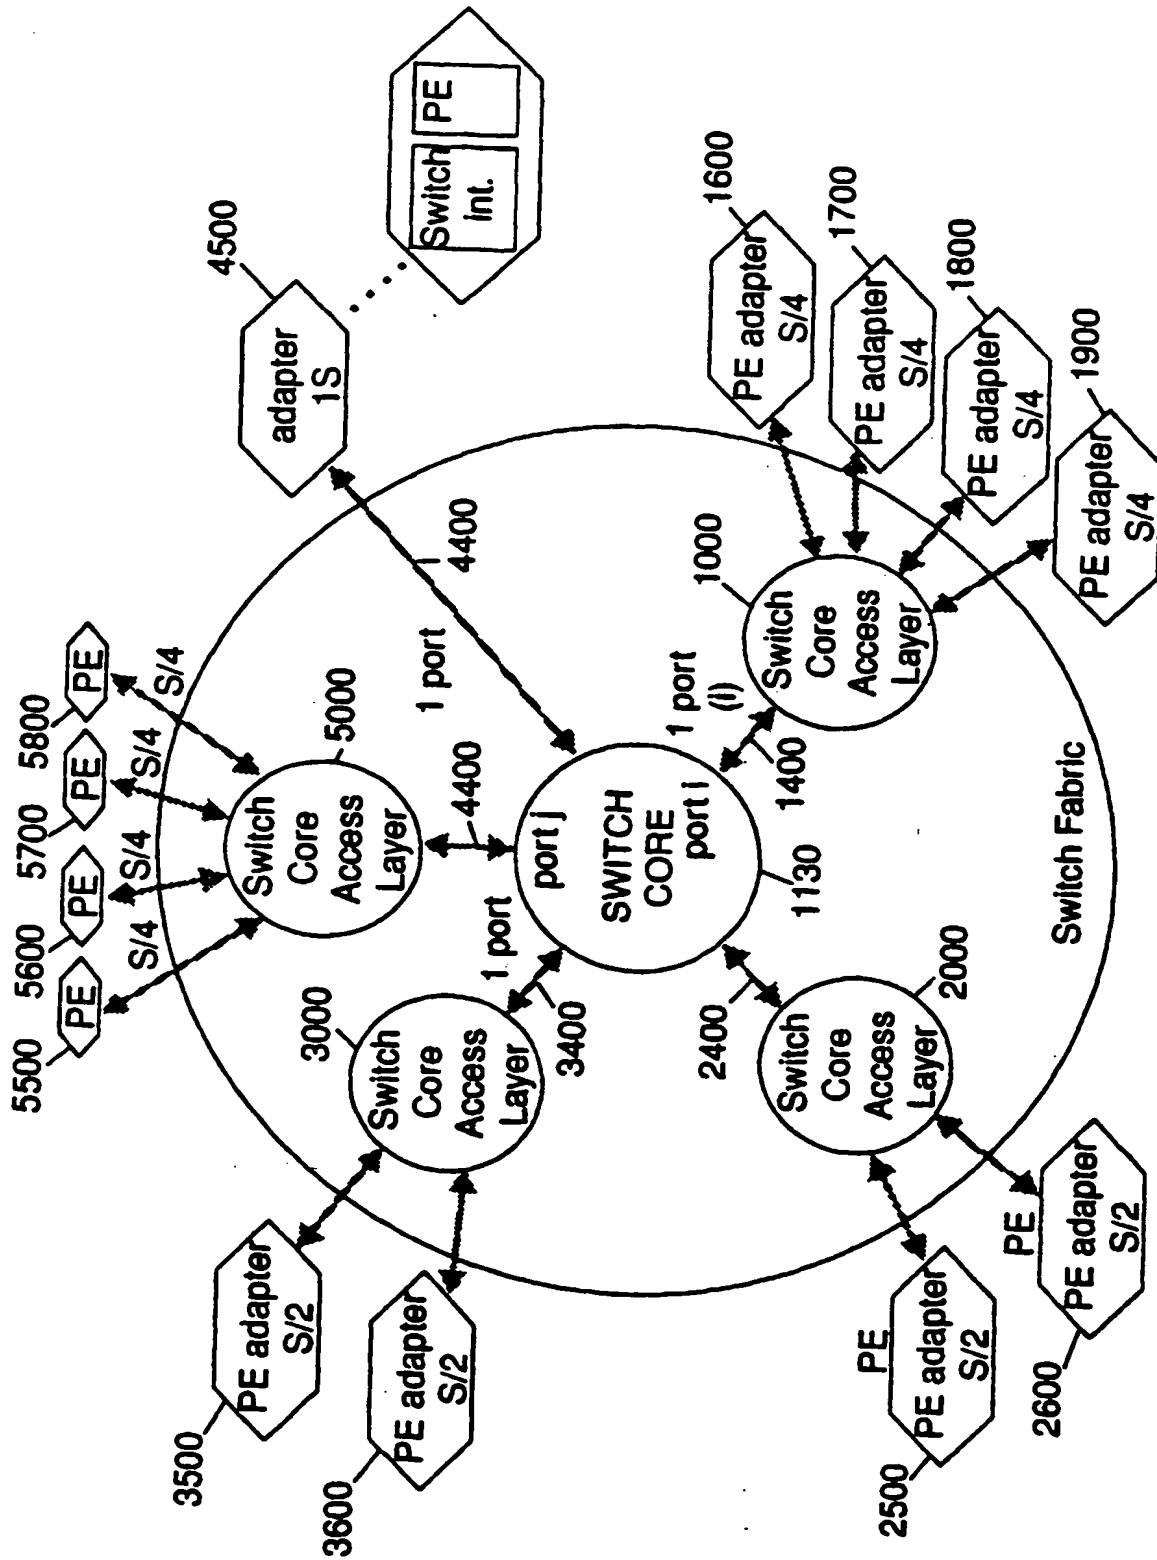 5500
PE
5600
PE
5700
PE
5800
PE
S/4
S/4
S/4
S/4
4500
adapter
1S
Switch
int.
PE
3500
PE adapter
S/2
3600
PE adapter
S/2
3000
Switch
Core
Access
Layer
3400
1 port
5000
Switch
Core
Access
Layer
4400
1 port
4400
port j
SWITCH
CORE
port i
1130
1 port
(i)
1400
1000
Switch
Core
Access
Layer
1600
PE adapter
S/4
1700
PE adapter
S/4
1800
PE adapter
S/4
1900
PE adapter
S/4
2400
2000
Switch
Core
Access
Layer
2500
PE
PE adapter
S/2
2600
PE
PE adapter
S/2
Switch Fabric